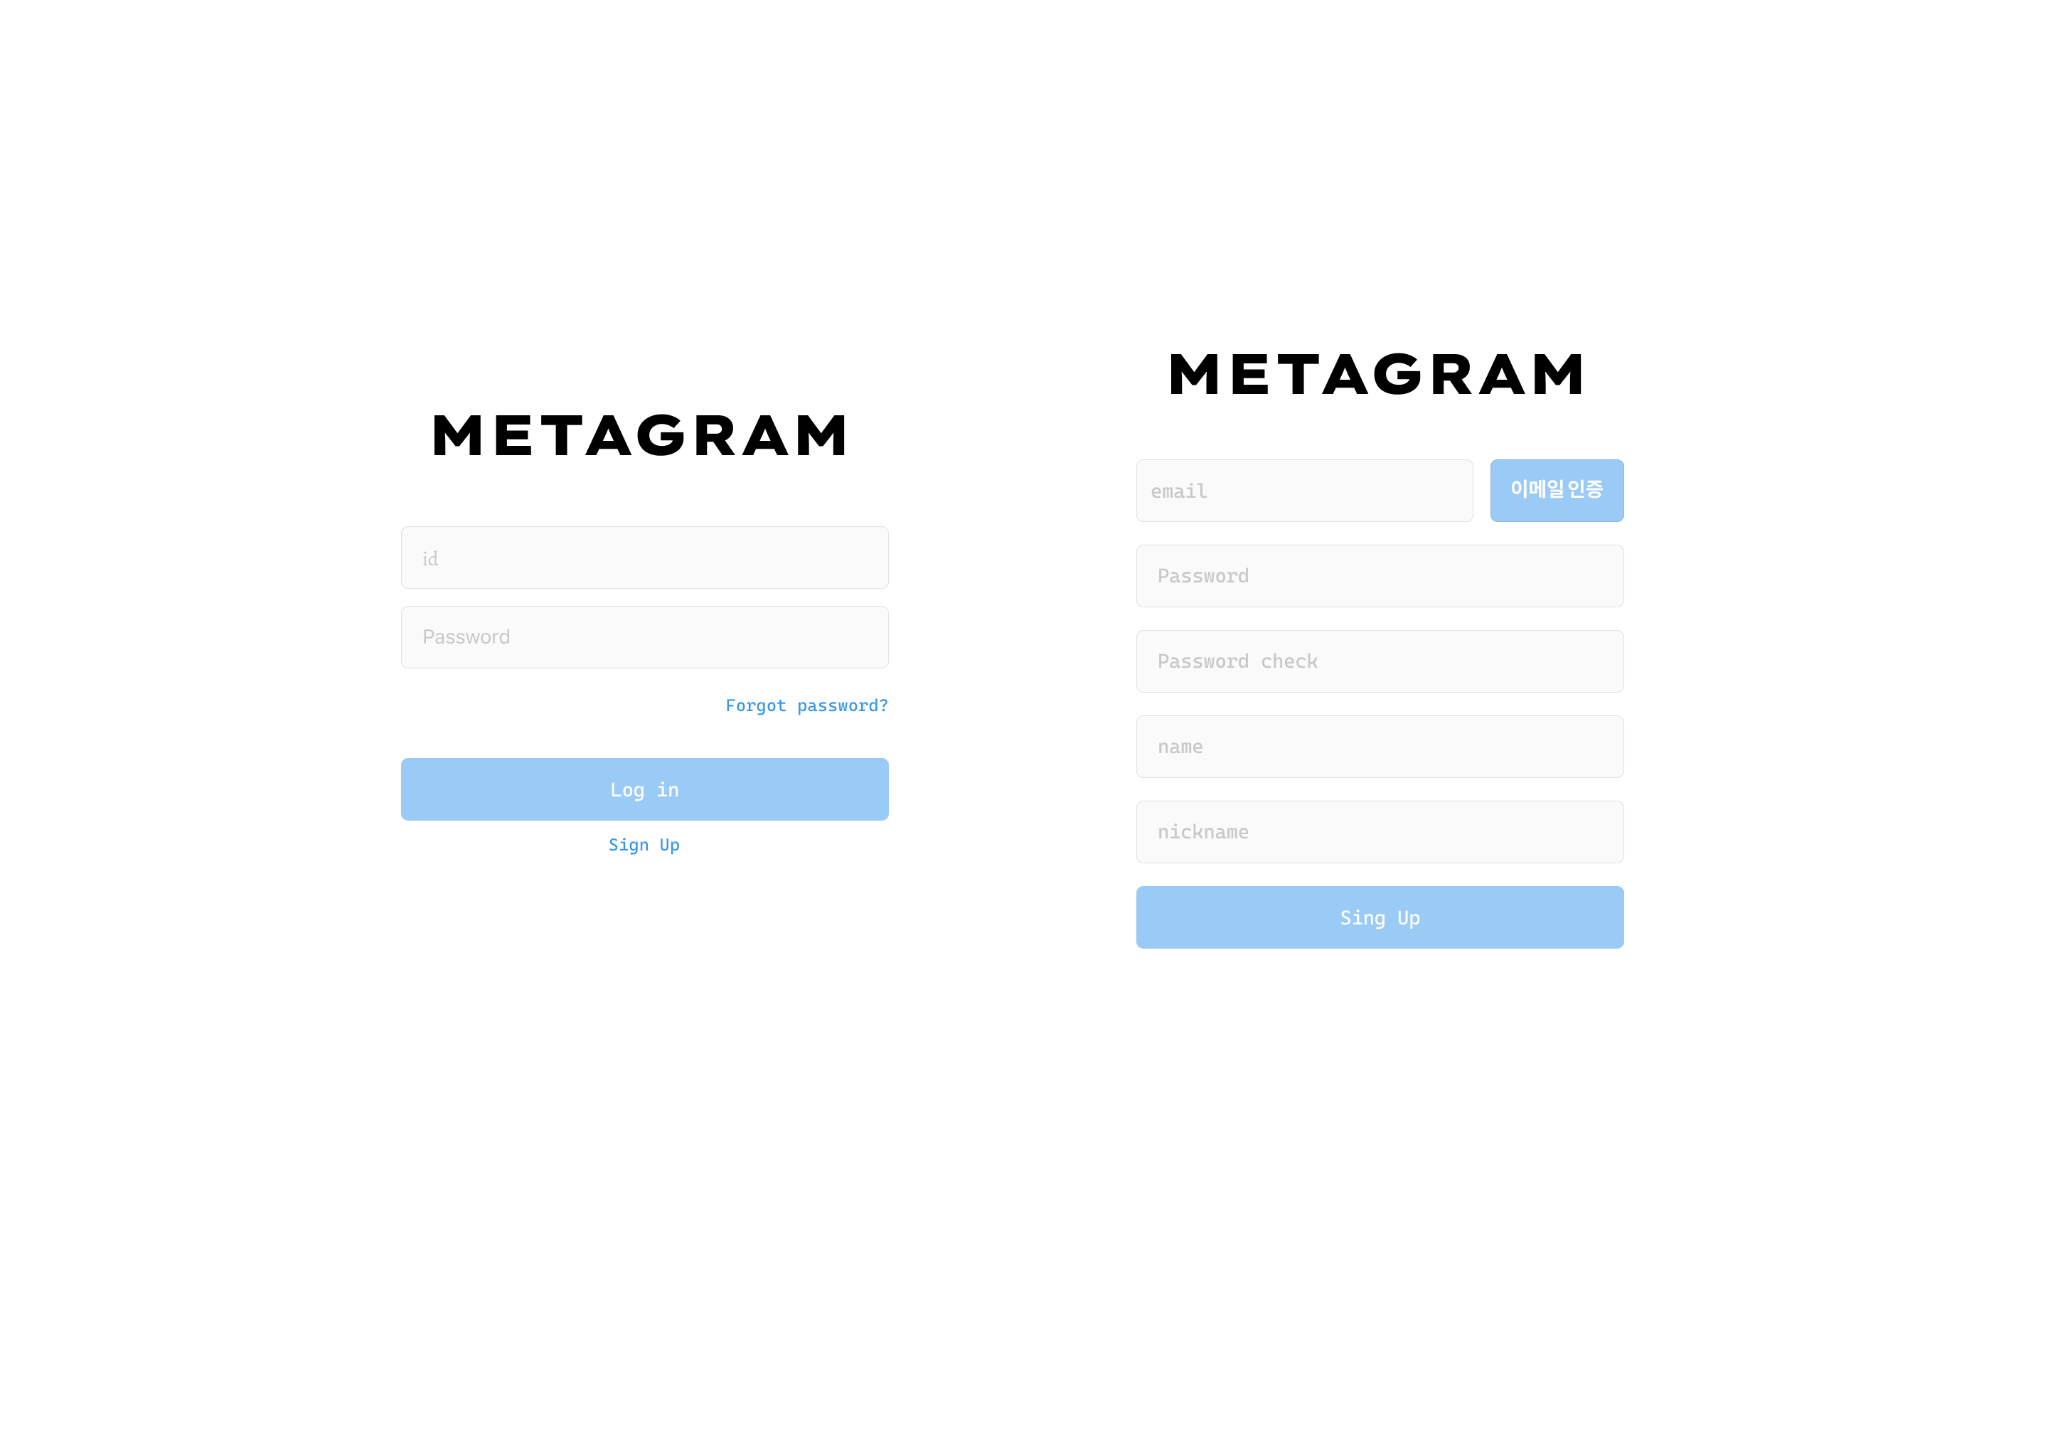 METAGRAM
id
Password
Forgot password?
Log in
Sign Up
METAGRAM
email
이메일 인증
Password
Password check
name
nickname
Sing Up